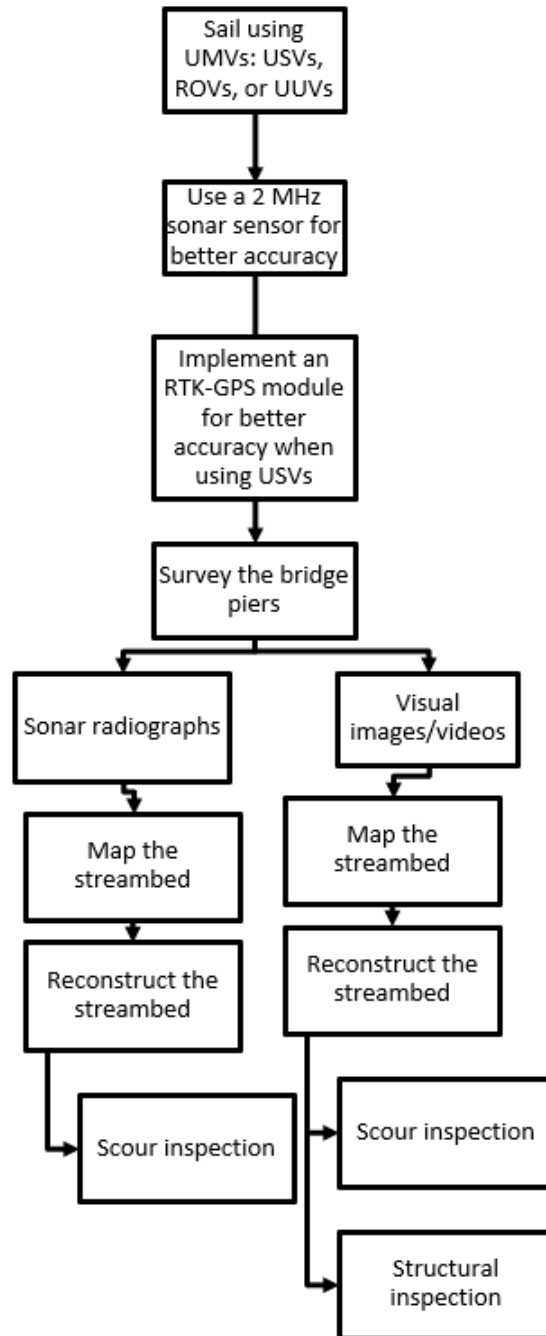 Sail using
UMVs: USVs,
ROVs, or UUVs
Use a 2 MHz
sonar sensor for
better accuracy
Implement an
RTK-GPS module
for better
accuracy when
using USVs
Survey the bridge
piers
Sonar radiographs
Visual
images/videos
Map the
streambed
Map the
streambed
Reconstruct the
streambed
Reconstruct the
streambed
Scour inspection
Scour inspection
Structural
inspection